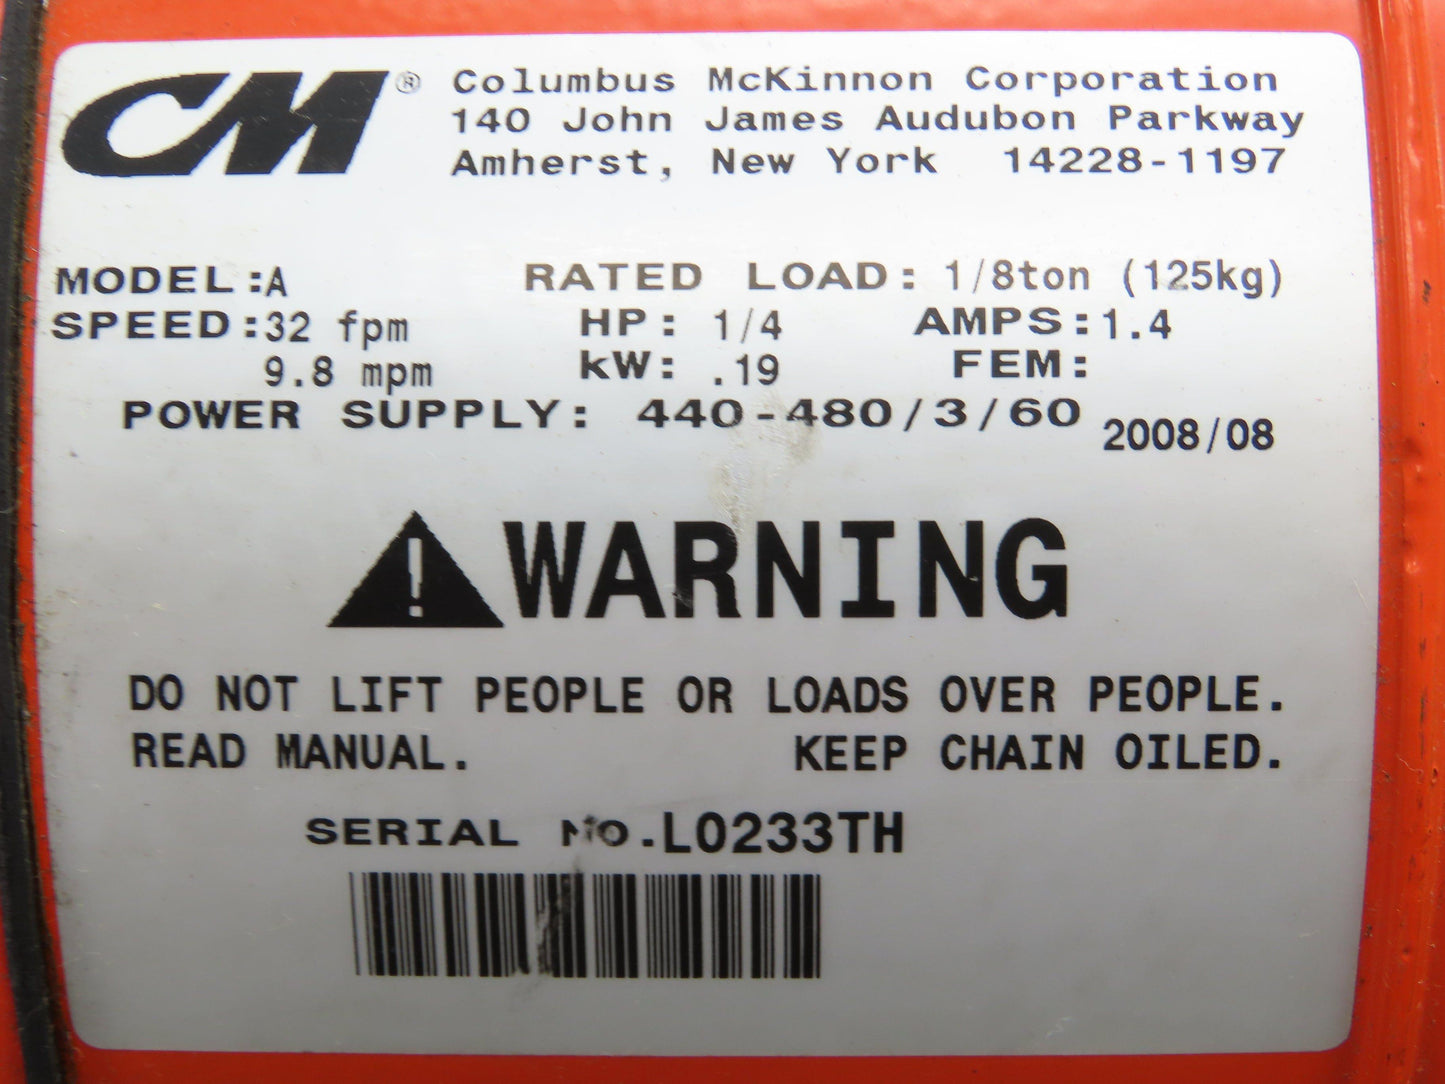 CM® Columbus McKinnon Corporation
140 John James Audubon Parkway
Amherst, New York 14228-1197
MODEL:A RATED LOAD: 1/8ton (125kg)
SPEED:32 fpm HP: 1/4 AMPS:1.4
9.8 mpm kW: .19 FEM:
POWER SUPPLY: 440-480/3/60 2008/08
! WARNING
DO NOT LIFT PEOPLE OR LOADS OVER PEOPLE.
READ MANUAL. KEEP CHAIN OILED.
SERIAL NO.L0233TH